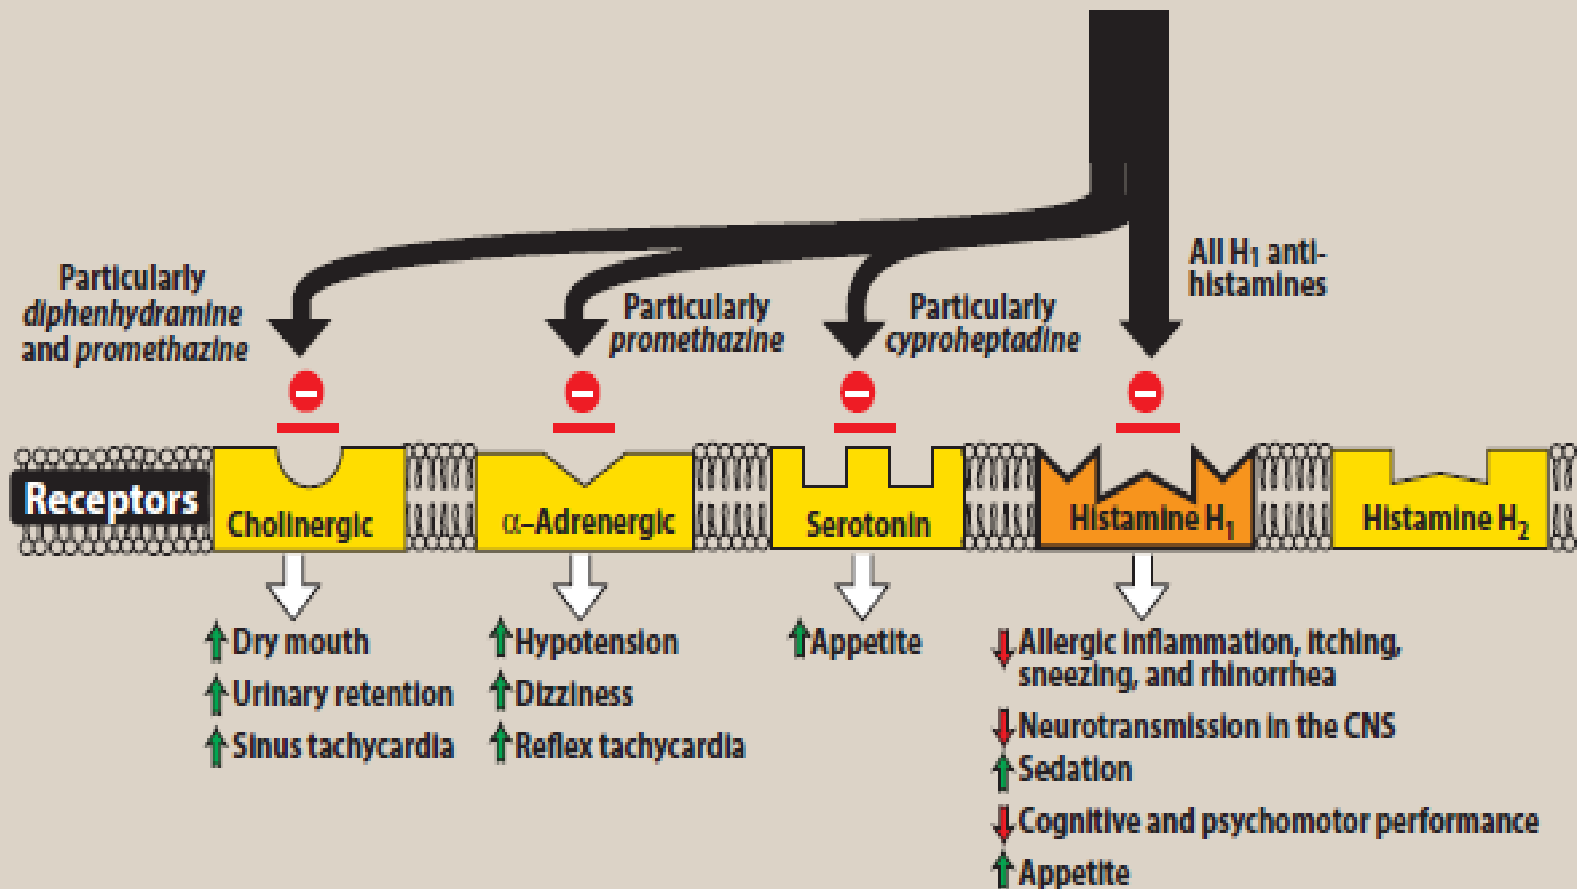 Particularly
diphenhydramine
and promethazine
Particularly
promethazine
Particularly
cyproheptadine
All H₁ anti-
histamines
Receptors
Cholinergic
α–Adrenergic
Serotonin
Histamine H₁
Histamine H₂
Dry mouth
Urinary retention
Sinus tachycardia
Hypotension
Dizziness
Reflex tachycardia
Appetite
Allergic inflammation, itching,
sneezing, and rhinorrhea
Neurotransmission in the CNS
Sedation
Cognitive and psychomotor performance
Appetite